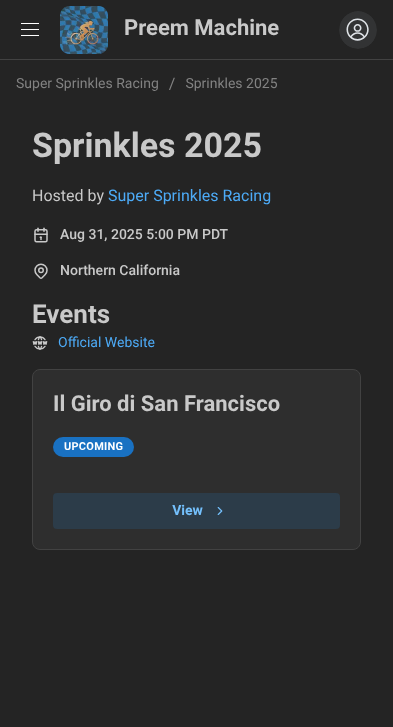 Preem Machine
Super Sprinkles Racing / Sprinkles 2025
Sprinkles 2025
Hosted by Super Sprinkles Racing
Aug 31, 2025 5:00 PM PDT
Northern California
Events
Official Website
Il Giro di San Francisco
UPCOMING
View